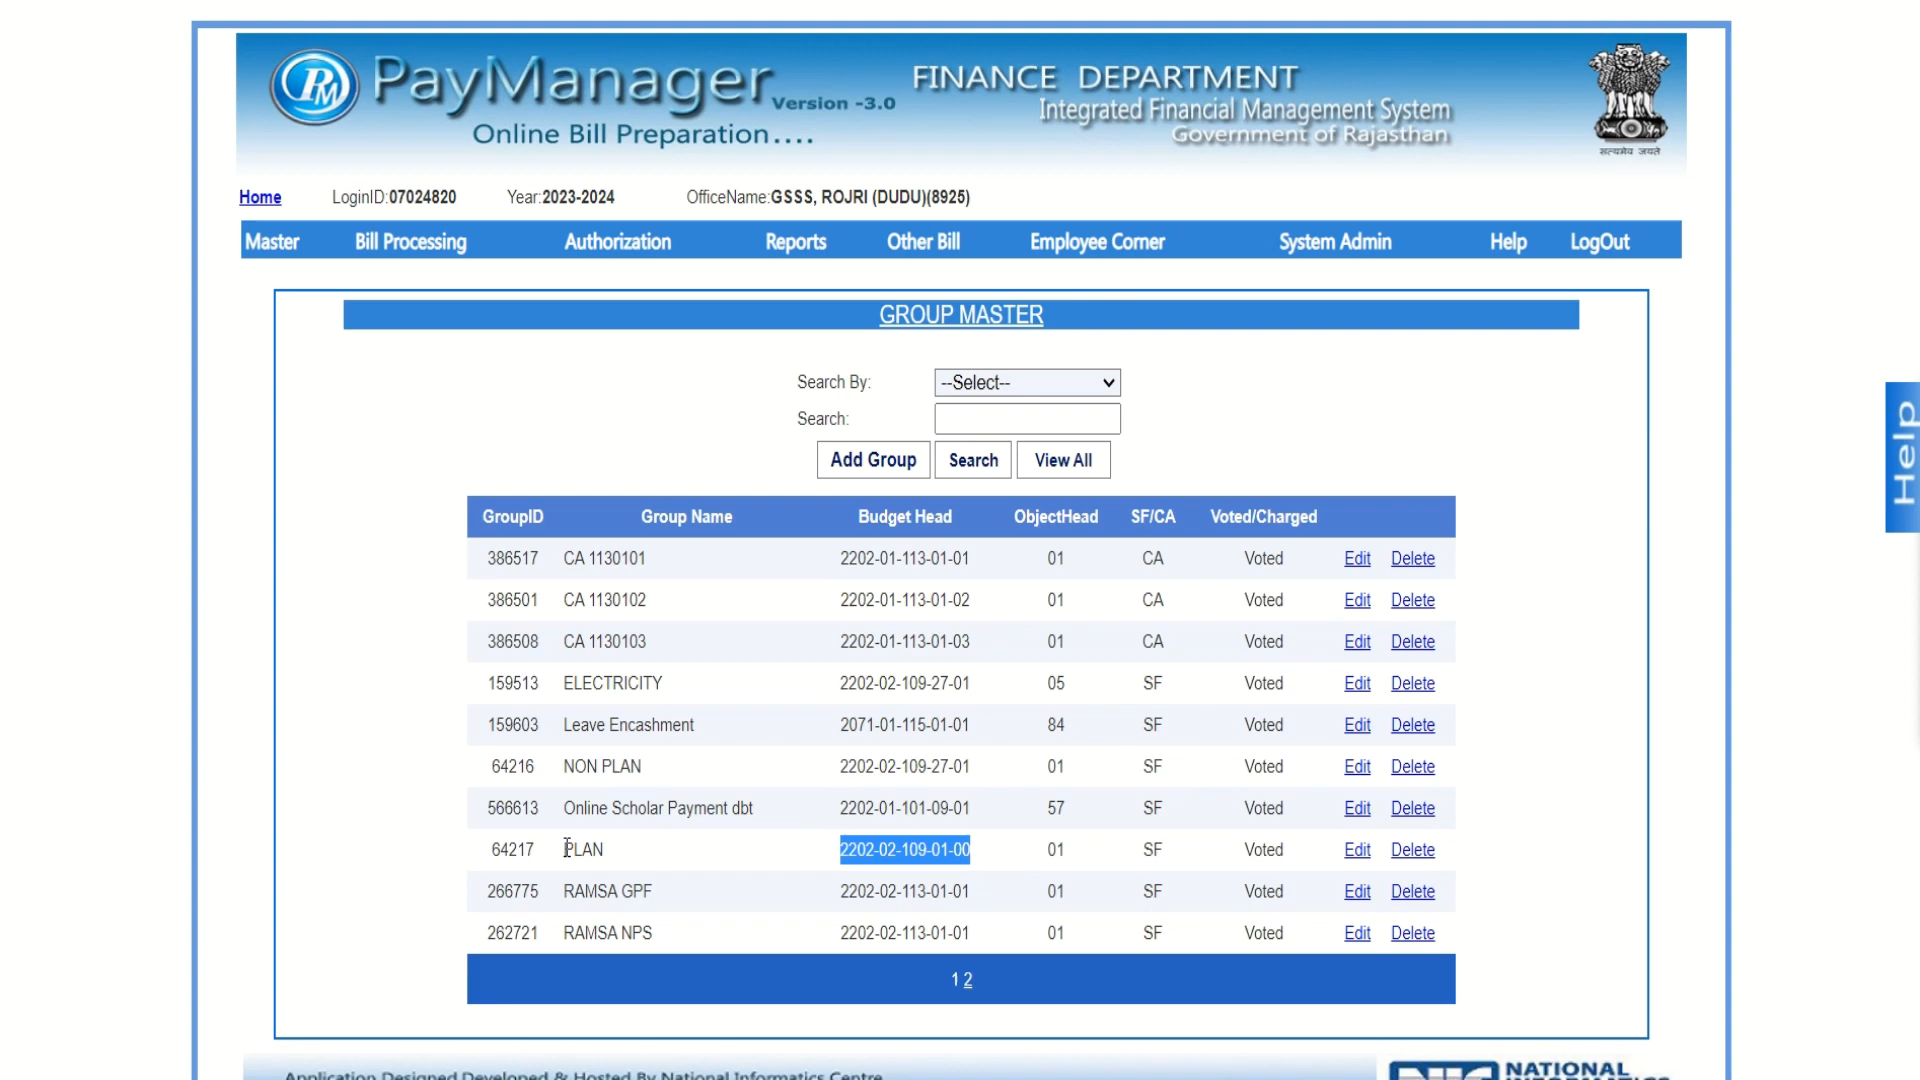 PM PayManager Version -3.0
Online Bill Preparation....
FINANCE DEPARTMENT
Integrated Financial Management System
Government of Rajasthan
सत्यमेव जयते
Home LoginID:07024820 Year:2023-2024 OfficeName:GSSS, ROJRI (DUDU)(8925)
Master Bill Processing Authorization Reports Other Bill Employee Corner System Admin Help LogOut
GROUP MASTER
Search By: --Select--
Search:
Add Group Search View All
GroupID Group Name Budget Head ObjectHead SF/CA Voted/Charged
386517 CA 1130101 2202-01-113-01-01 01 CA Voted Edit Delete
386501 CA 1130102 2202-01-113-01-02 01 CA Voted Edit Delete
386508 CA 1130103 2202-01-113-01-03 01 CA Voted Edit Delete
159513 ELECTRICITY 2202-02-109-27-01 05 SF Voted Edit Delete
159603 Leave Encashment 2071-01-115-01-01 84 SF Voted Edit Delete
64216 NON PLAN 2202-02-109-27-01 01 SF Voted Edit Delete
566613 Online Scholar Payment dbt 2202-01-101-09-01 57 SF Voted Edit Delete
64217 PLAN 2202-02-109-01-00 01 SF Voted Edit Delete
266775 RAMSA GPF 2202-02-113-01-01 01 SF Voted Edit Delete
262721 RAMSA NPS 2202-02-113-01-01 01 SF Voted Edit Delete
1 2
Help
Application Designed Developed & Hosted By National Informatics Centre
NIC NATIONAL
INFORMATICS